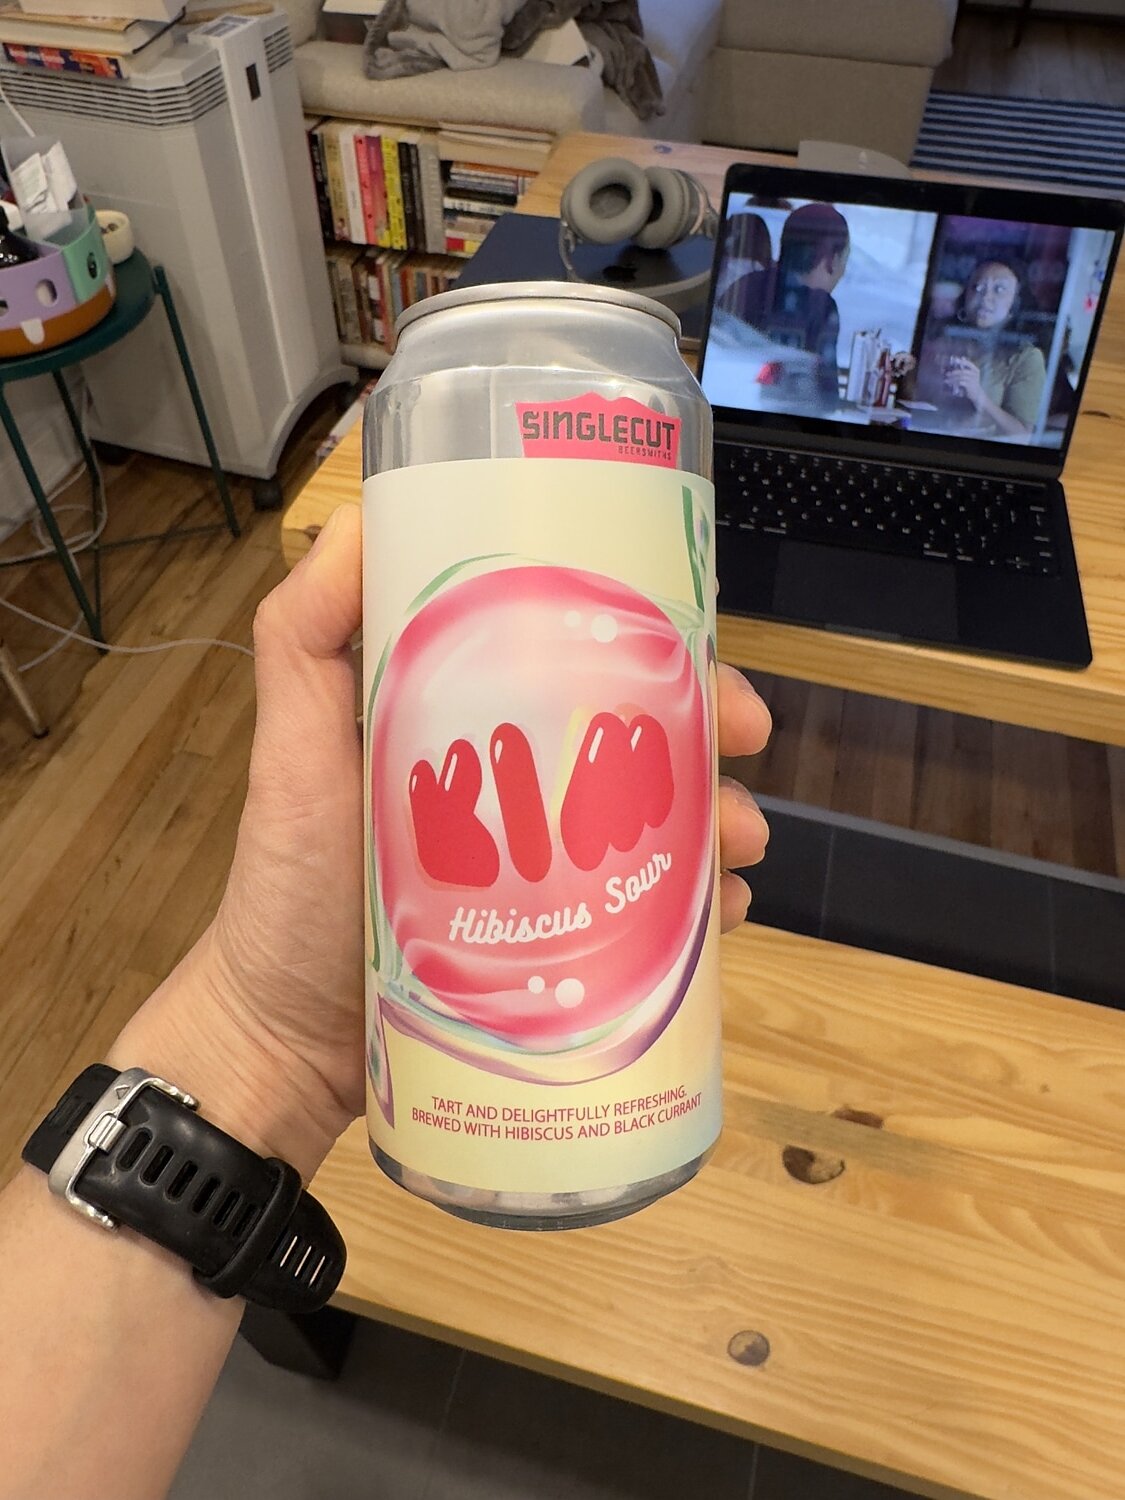 SINGLECUT
BEERSMITHS
KIM
Hibiscus Sour
TART AND DELIGHTFULLY REFRESHING.
BREWED WITH HIBISCUS AND BLACK CURRANT